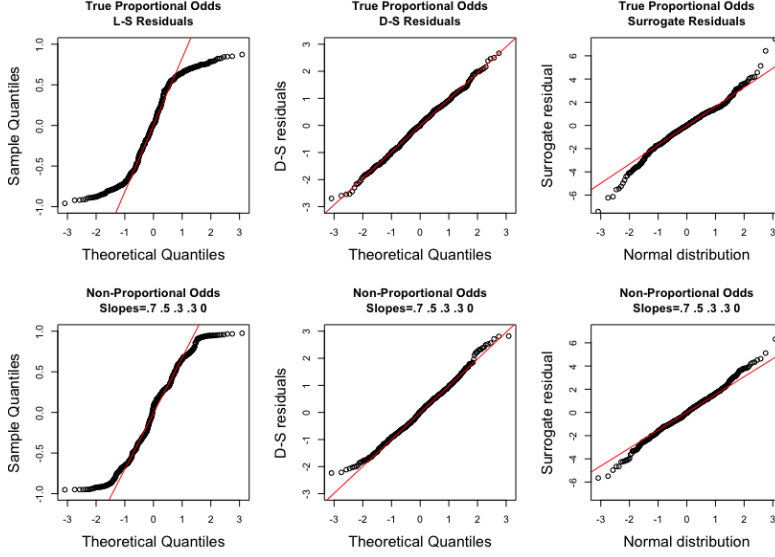 True Proportional Odds
L-S Residuals
Sample Quantiles
1.0
0.5
0.0
-0.5
-1.0
-3 -2 -1 0 1 2 3
Theoretical Quantiles
True Proportional Odds
D-S Residuals
D-S residuals
3
2
1
0
-1
-2
-3
-3 -2 -1 0 1 2 3
Theoretical Quantiles
True Proportional Odds
Surrogate Residuals
Surrogate residual
6
4
2
0
-2
-4
-6
-3 -2 -1 0 1 2 3
Normal distribution
Non-Proportional Odds
Slopes=.7 .5 .3 .3 0
Sample Quantiles
1.0
0.5
0.0
-0.5
-1.0
-3 -2 -1 0 1 2 3
Theoretical Quantiles
Non-Proportional Odds
Slopes=.7 .5 .3 .3 0
D-S residuals
3
2
1
0
-1
-2
-3
-3 -2 -1 0 1 2 3
Theoretical Quantiles
Non-Proportional Odds
Slopes=.7 .5 .3 .3 0
Surrogate residual
6
4
2
0
-2
-4
-6
-3 -2 -1 0 1 2 3
Normal distribution